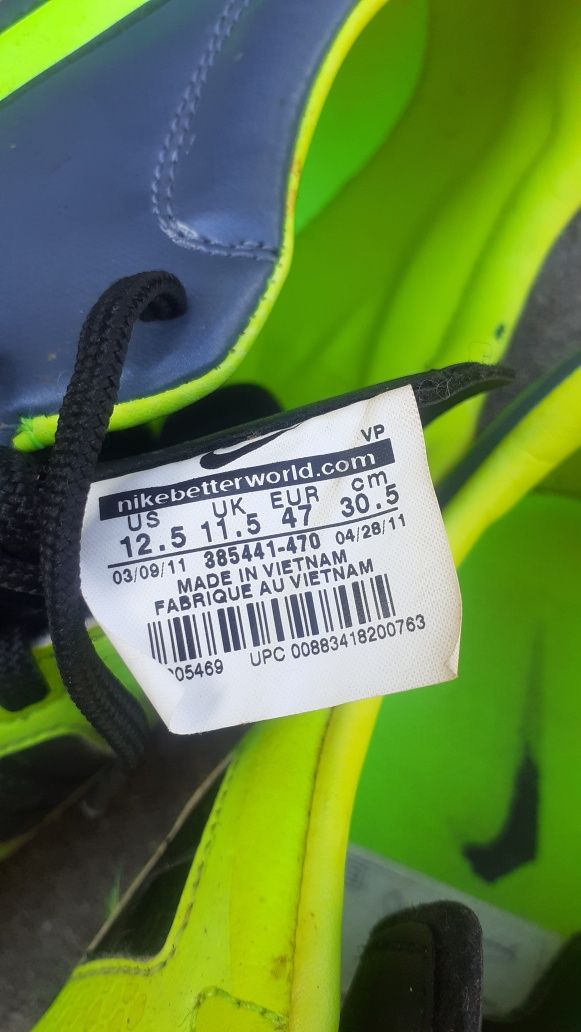 VP
nikebetterworld.com
US UK EUR cm
12.5 11.5 47 30.5
03/09/11 385441-470 04/28/11
MADE IN VIETNAM
FABRIQUE AU VIETNAM
05469 UPC 00883418200763